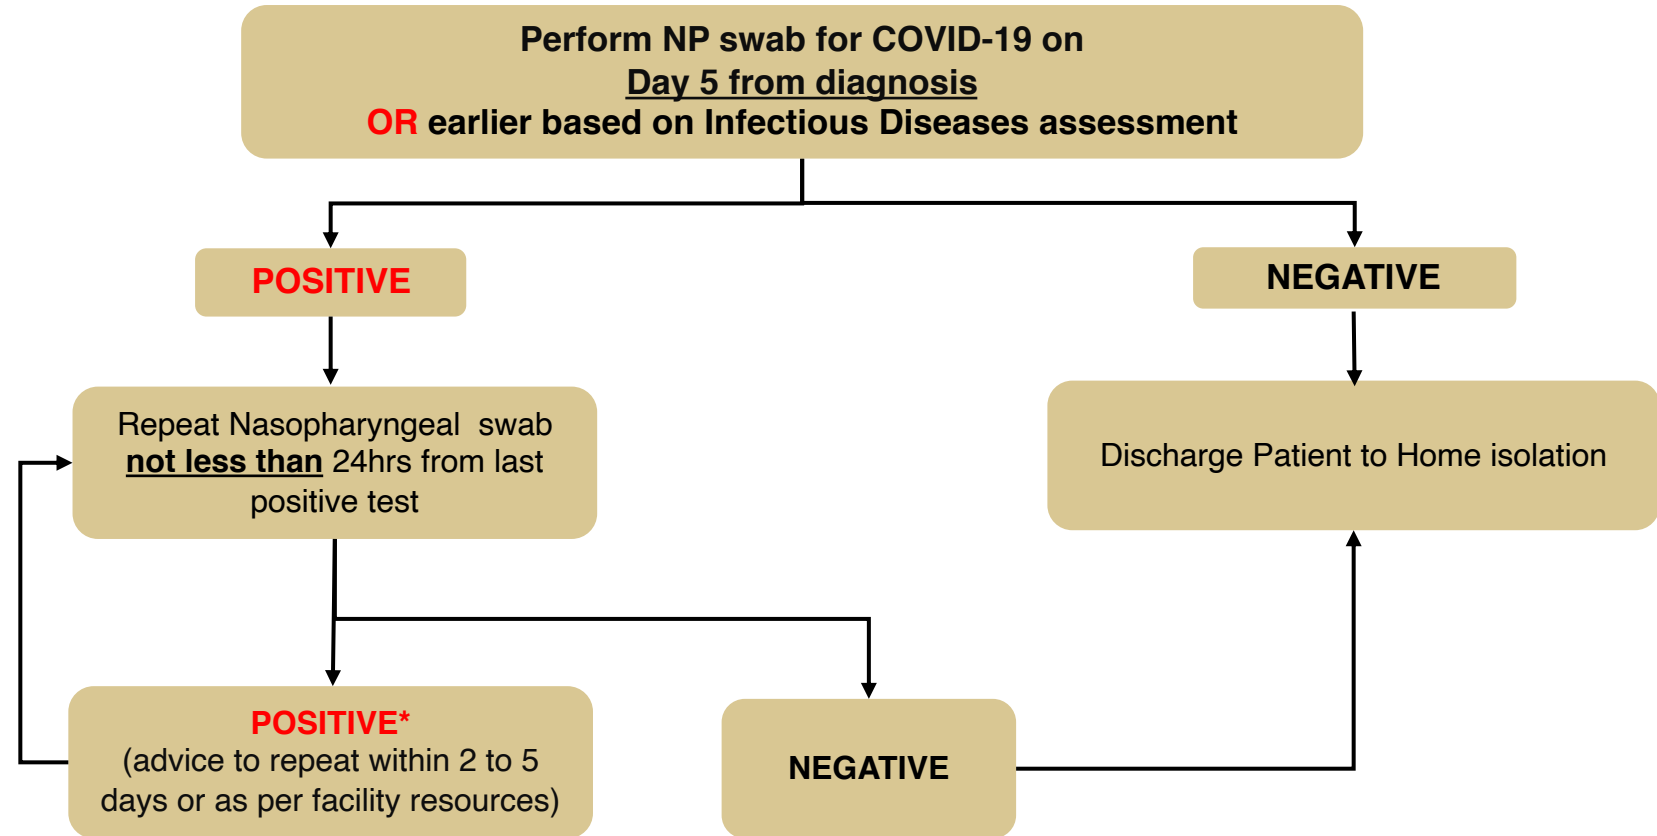 Perform NP swab for COVID-19 on
Day 5 from diagnosis
OR earlier based on Infectious Diseases assessment
POSITIVE
NEGATIVE
Repeat Nasopharyngeal swab
not less than 24hrs from last
positive test
Discharge Patient to Home isolation
POSITIVE*
(advice to repeat within 2 to 5
days or as per facility resources)
NEGATIVE